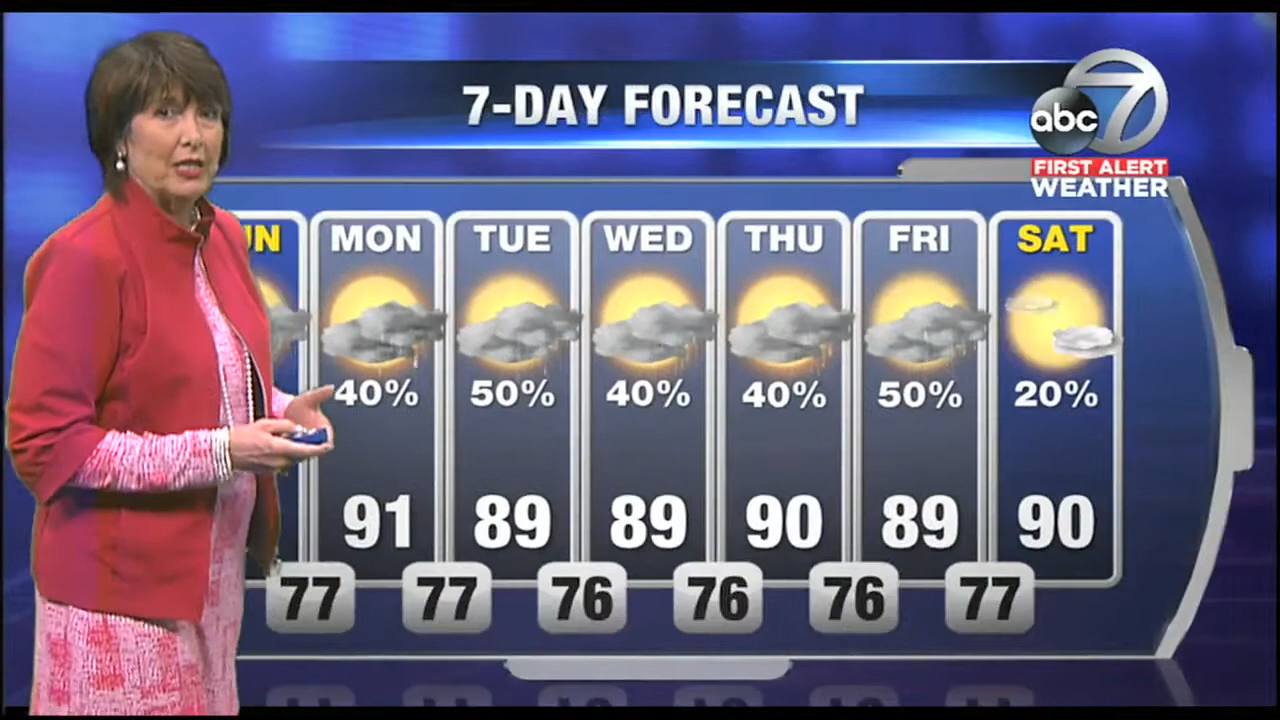 7-DAY FORECAST
abc 7
FIRST ALERT
WEATHER
UN MON TUE WED THU FRI SAT
40% 50% 40% 40% 50% 20%
91 89 89 90 89 90
77 77 76 76 76 77